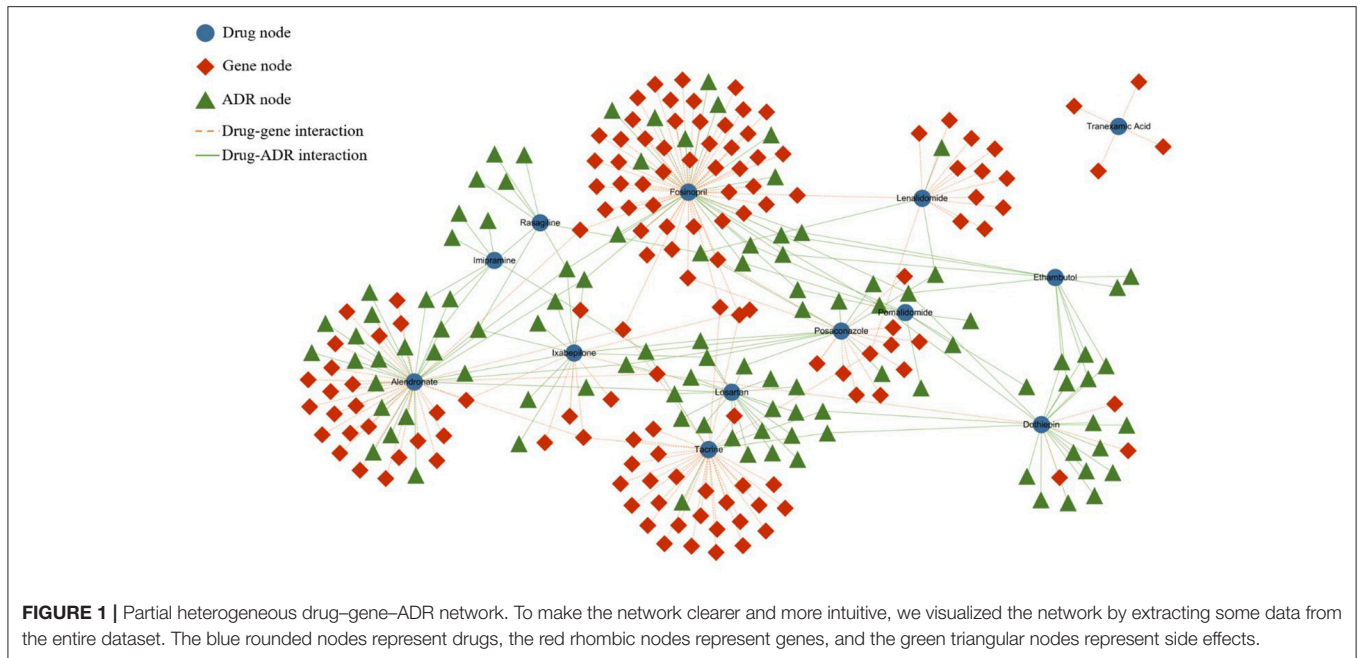 Drug node
Gene node
ADR node
Drug-gene interaction
Drug-ADR interaction
Tranexamic Acid
Fosinopril
Lenalidomide
Rasagiline
Imipramine
Ethambutol
Pomalidomide
Posaconazole
Ixabepilone
Alendronate
Losartan
Dothiepin
Tacrine
FIGURE 1 | Partial heterogeneous drug–gene–ADR network. To make the network clearer and more intuitive, we visualized the network by extracting some data from
the entire dataset. The blue rounded nodes represent drugs, the red rhombic nodes represent genes, and the green triangular nodes represent side effects.